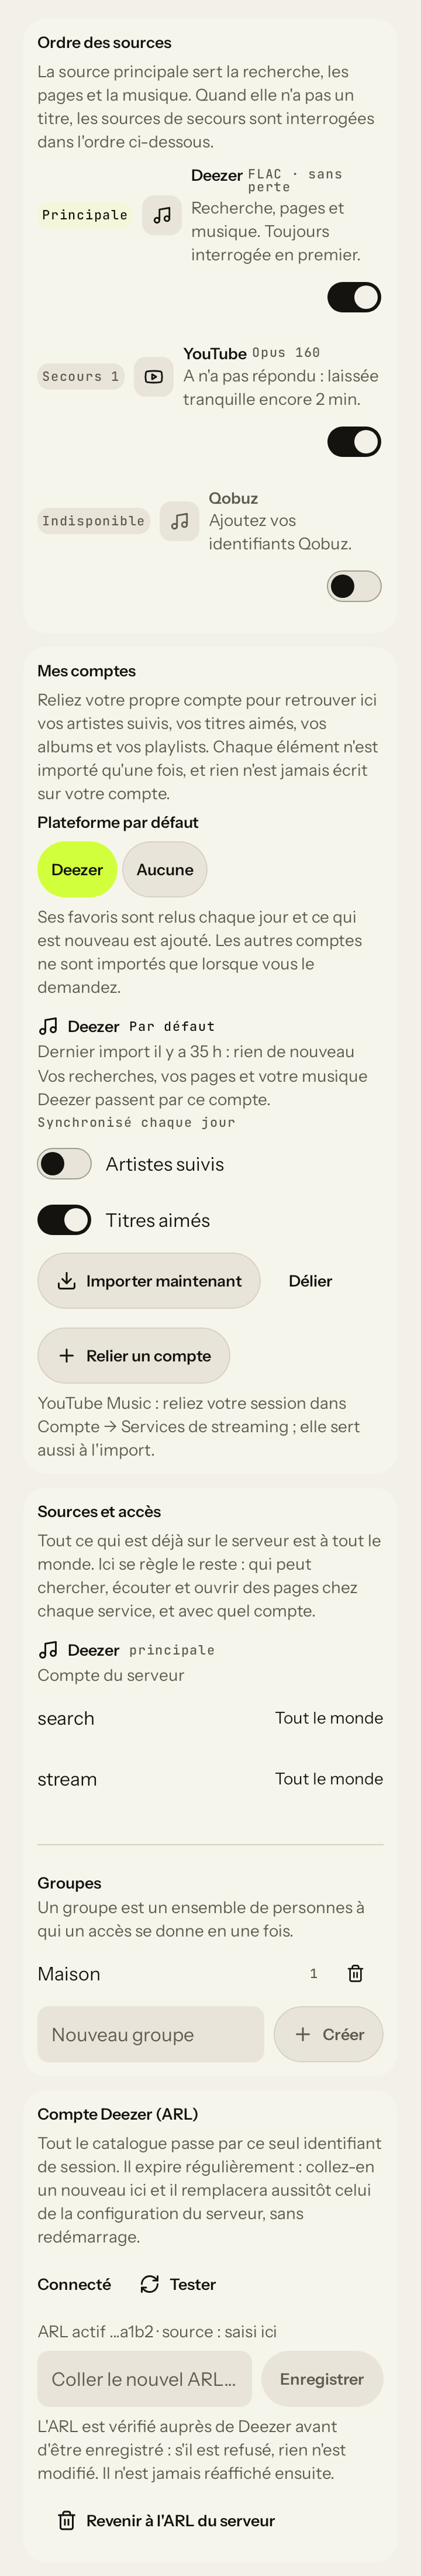 Ordre des sources
La source principale sert la recherche, les
pages et la musique. Quand elle n'a pas un
titre, les sources de secours sont interrogées
dans l'ordre ci-dessous.
Principale
Deezer FLAC · sans
perte
Recherche, pages et
musique. Toujours
interrogée en premier.
Secours 1
YouTube Opus 160
A n'a pas répondu : laissée
tranquille encore 2 min.
Indisponible
Qobuz
Ajoutez vos
identifiants Qobuz.
Mes comptes
Reliez votre propre compte pour retrouver ici
vos artistes suivis, vos titres aimés, vos
albums et vos playlists. Chaque élément n'est
importé qu'une fois, et rien n'est jamais écrit
sur votre compte.
Plateforme par défaut
Deezer Aucune
Ses favoris sont relus chaque jour et ce qui
est nouveau est ajouté. Les autres comptes
ne sont importés que lorsque vous le
demandez.
Deezer Par défaut
Dernier import il y a 35 h : rien de nouveau
Vos recherches, vos pages et votre musique
Deezer passent par ce compte.
Synchronisé chaque jour
Artistes suivis
Titres aimés
Importer maintenant Délier
Relier un compte
YouTube Music : reliez votre session dans
Compte → Services de streaming ; elle sert
aussi à l'import.
Sources et accès
Tout ce qui est déjà sur le serveur est à tout le
monde. Ici se règle le reste : qui peut
chercher, écouter et ouvrir des pages chez
chaque service, et avec quel compte.
Deezer principale
Compte du serveur
search Tout le monde
stream Tout le monde
Groupes
Un groupe est un ensemble de personnes à
qui un accès se donne en une fois.
Maison 1
Nouveau groupe Créer
Compte Deezer (ARL)
Tout le catalogue passe par ce seul identifiant
de session. Il expire régulièrement : collez-en
un nouveau ici et il remplacera aussitôt celui
de la configuration du serveur, sans
redémarrage.
Connecté Tester
ARL actif …a1b2 · source : saisi ici
Coller le nouvel ARL… Enregistrer
L'ARL est vérifié auprès de Deezer avant
d'être enregistré : s'il est refusé, rien n'est
modifié. Il n'est jamais réaffiché ensuite.
Revenir à l'ARL du serveur